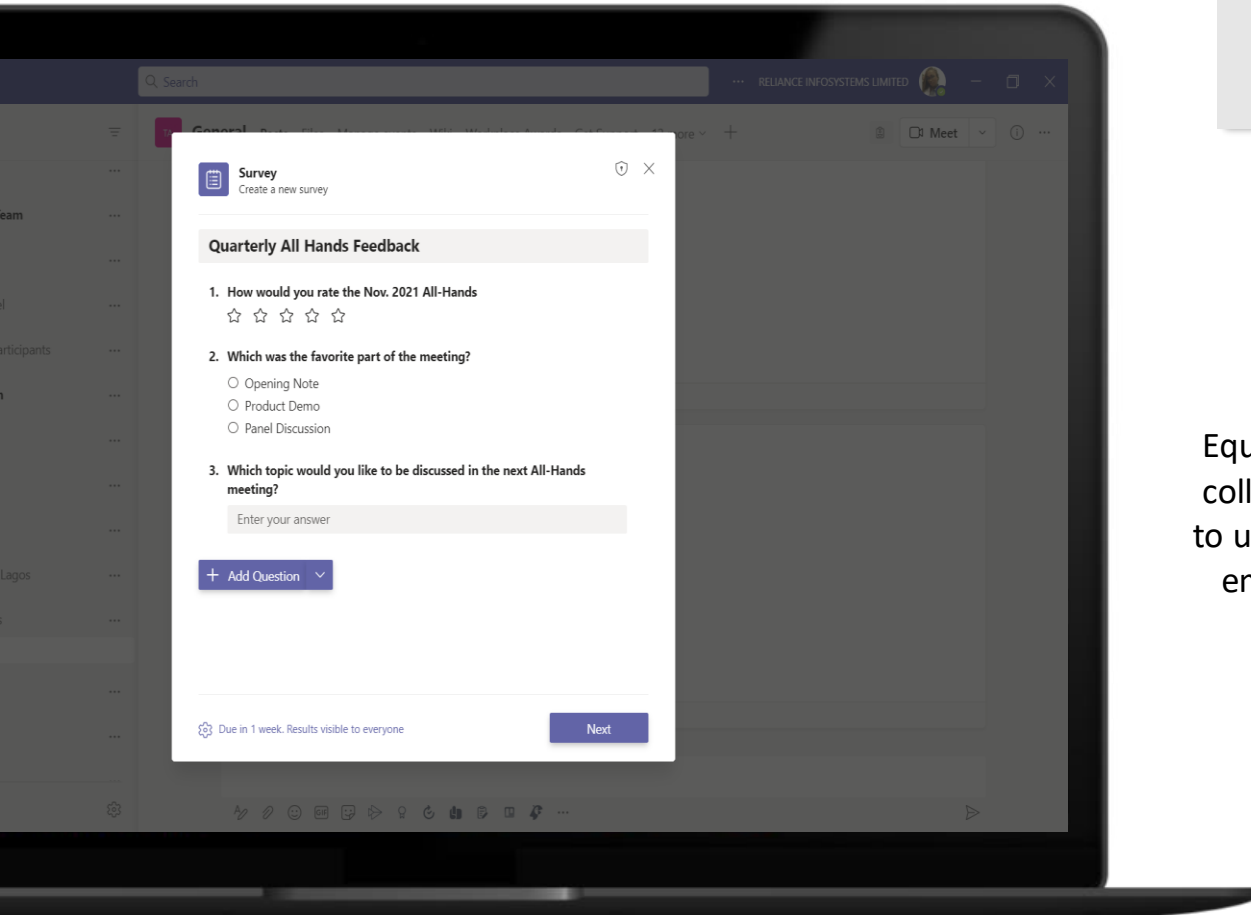 Search
RELIANCE INFOSYSTEMS LIMITED
General
Meet
Survey
Create a new survey
eam
Quarterly All Hands Feedback
1. How would you rate the Nov. 2021 All-Hands
articipants
2. Which was the favorite part of the meeting?
Opening Note
Product Demo
Panel Discussion
3. Which topic would you like to be discussed in the next All-Hands
meeting?
Enter your answer
Lagos
+ Add Question
Due in 1 week. Results visible to everyone
Next
GIF
Equ
coll
to u
en